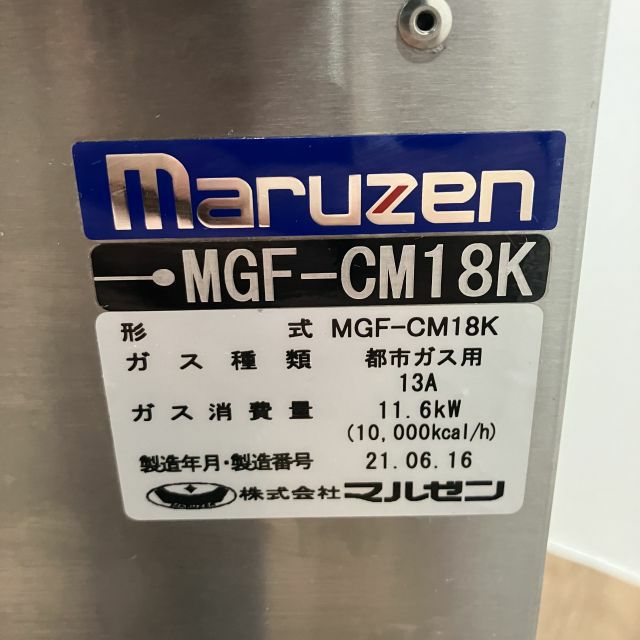 maruzen
MGF-CM18K
形式 MGF-CM18K
ガス種類 都市ガス用
13A
ガス消費量 11.6kW
(10,000kcal/h)
製造年月・製造番号 21.06.16
株式会社マルゼン